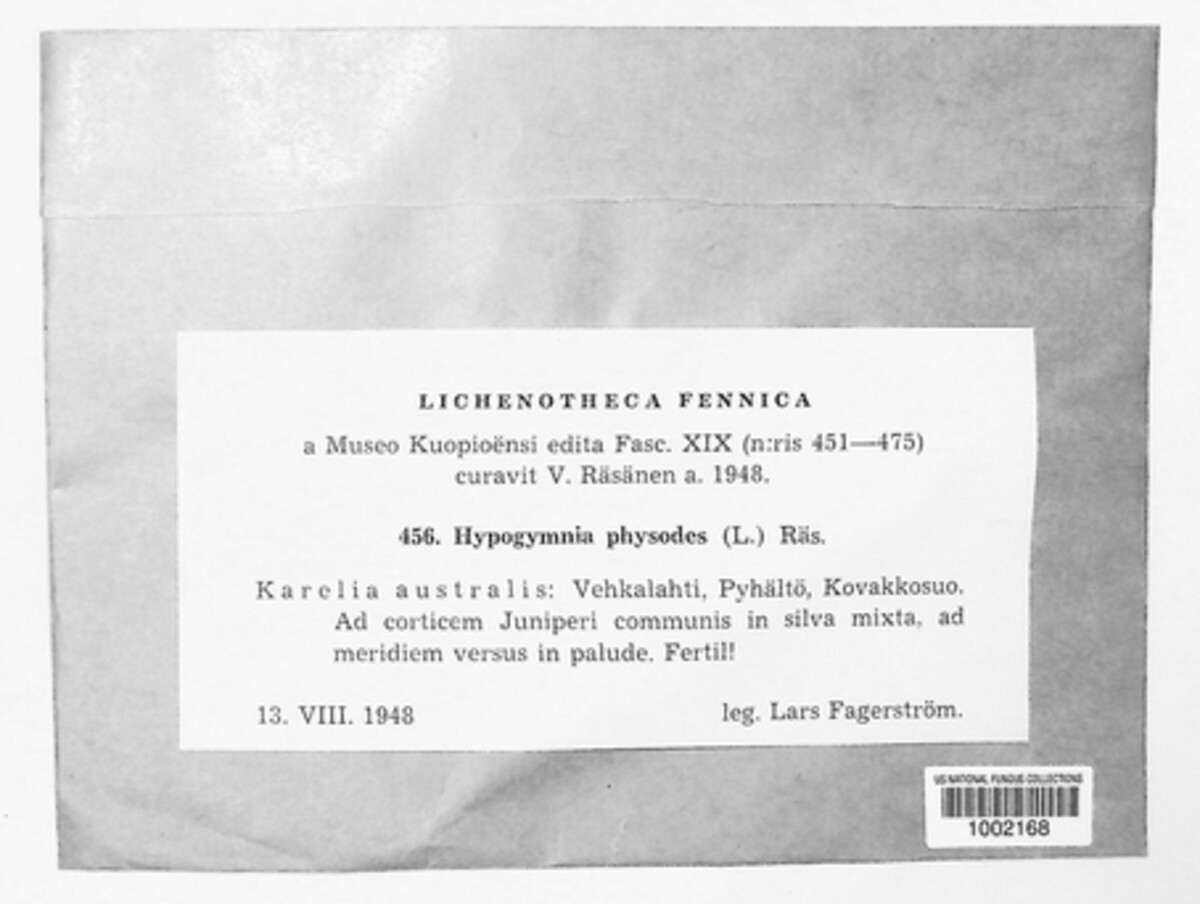 LICHENOTHECA FENNICA
a Museo Kuopioënsi edita Fasc. XIX (n:ris 451—475)
curavit V. Räsänen a. 1948.
456. Hypogymnia physodes (L.) Räs.
Karelia australis: Vehkalahti, Pyhältö, Kovakkosuo.
Ad corticem Juniperi communis in silva mixta, ad
meridiem versus in palude. Fertil!
13. VIII. 1948 leg. Lars Fagerström.
US NATIONAL FUNGUS COLLECTIONS
1002168